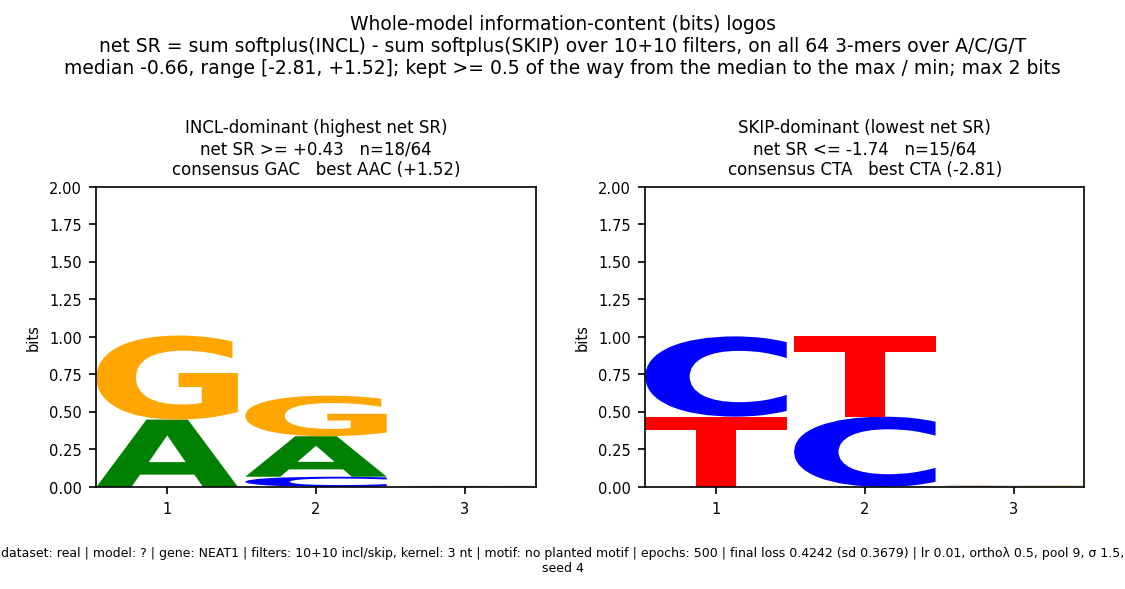 Whole-model information-content (bits) logos
net SR = sum softplus(INCL) - sum softplus(SKIP) over 10+10 filters, on all 64 3-mers over A/C/G/T
median -0.66, range [-2.81, +1.52]; kept >= 0.5 of the way from the median to the max / min; max 2 bits
INCL-dominant (highest net SR)
net SR >= +0.43   n=18/64
consensus GAC   best AAC (+1.52)
2.00
1.75
1.50
1.25
1.00
0.75
0.50
0.25
0.00
bits
G
A
G
A
C
1 2 3
SKIP-dominant (lowest net SR)
net SR <= -1.74   n=15/64
consensus CTA   best CTA (-2.81)
2.00
1.75
1.50
1.25
1.00
0.75
0.50
0.25
0.00
bits
C
T
T
C
1 2 3
dataset: real | model: ? | gene: NEAT1 | filters: 10+10 incl/skip, kernel: 3 nt | motif: no planted motif | epochs: 500 | final loss 0.4242 (sd 0.3679) | lr 0.01, orthoλ 0.5, pool 9, σ 1.5,
seed 4